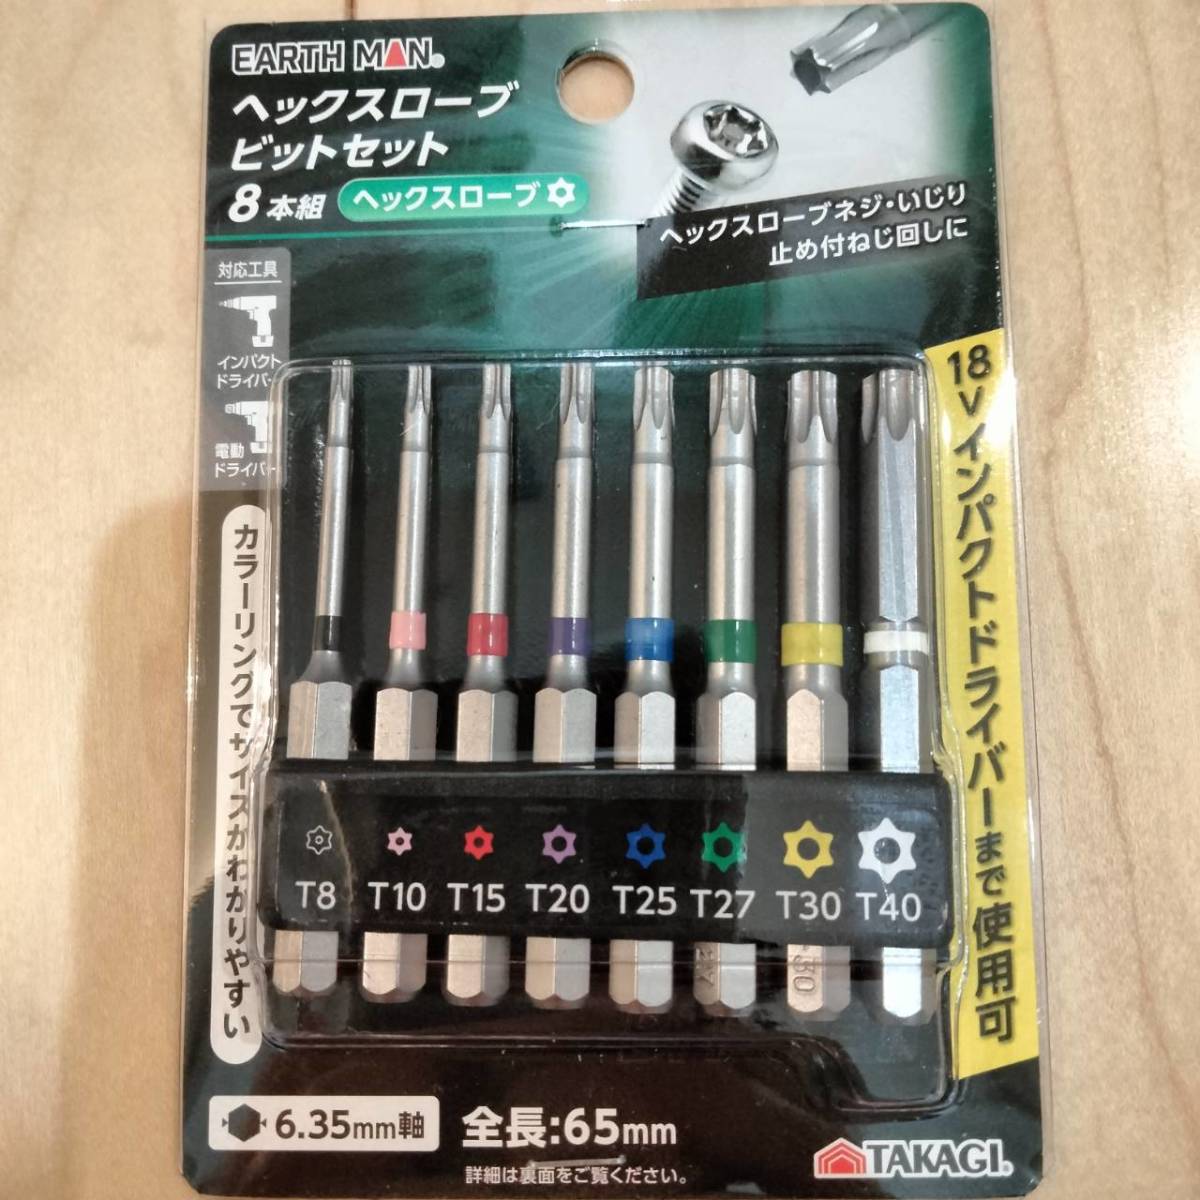 EARTH MAN®
ヘックスローブ
ビットセット
8本組
ヘックスローブ
ヘックスローブネジ・いじり
止め付ねじ回しに
対応工具
インパクト
ドライバー
電動
ドライバー
カラーリングでサイズがわかりやすい
18V インパクトドライバーまで使用可
T8 T10 T15 T20 T25 T27 T30 T40
6.35mm軸
全長:65mm
詳細は裏面をご覧ください。
TAKAGI®